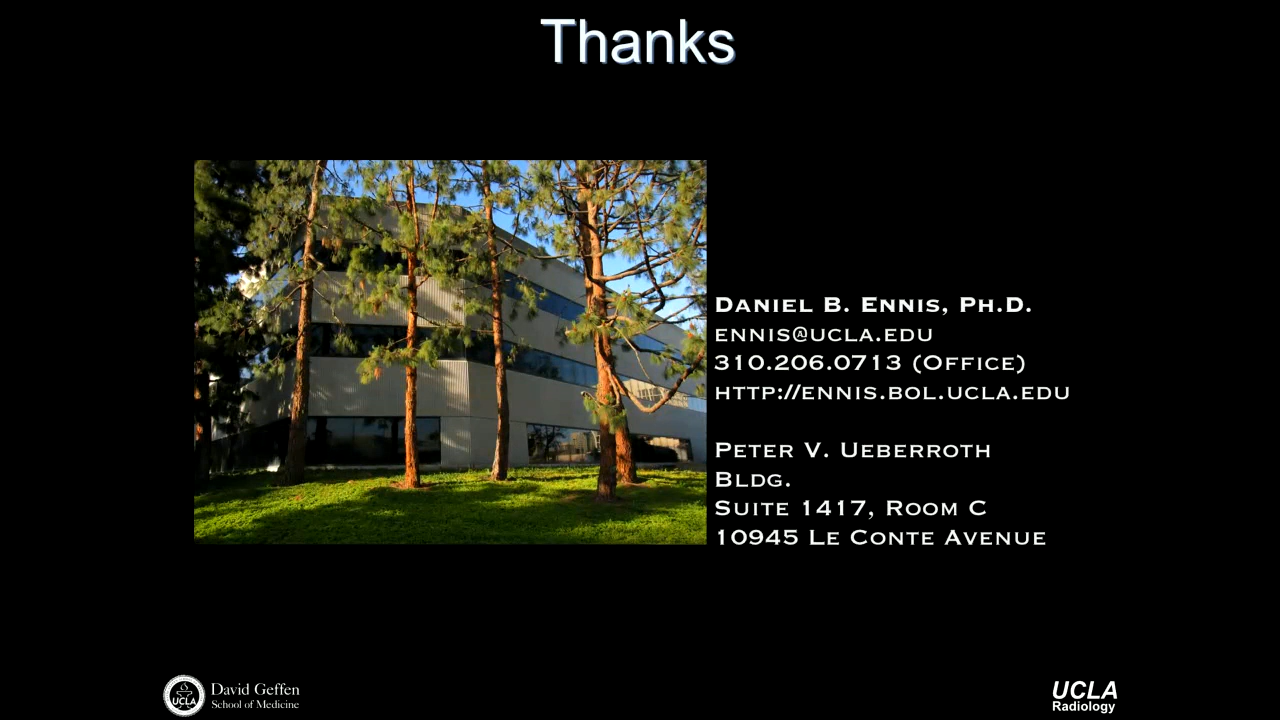 Thanks
Daniel B. Ennis, Ph.D.
ennis@ucla.edu
310.206.0713 (Office)
http://ennis.bol.ucla.edu
Peter V. Ueberroth
Bldg.
Suite 1417, Room C
10945 Le Conte Avenue
UCLA
David Geffen
School of Medicine
UCLA
Radiology